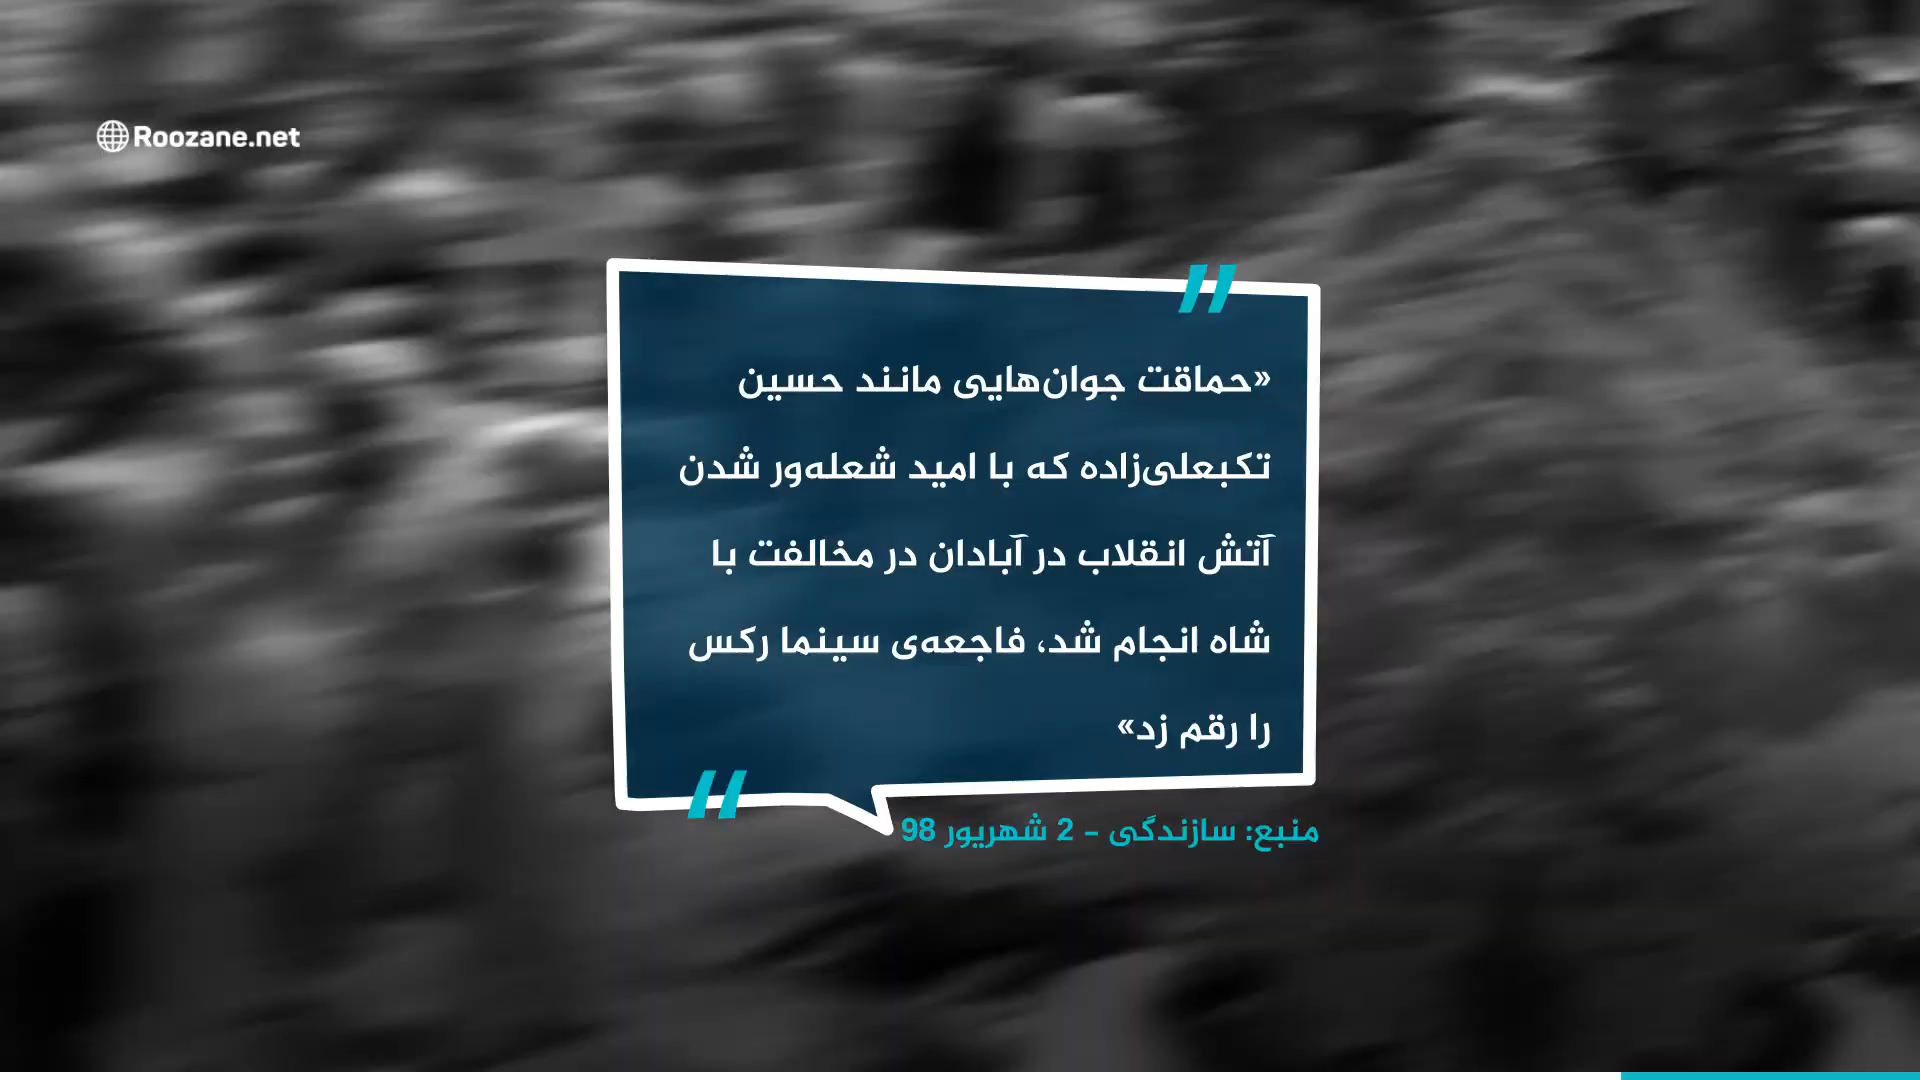 Roozane.net
«حماقت جوان‌هایی مانند حسین
تکبعلی‌زاده که با امید شعله‌ور شدن
آتش انقلاب در آبادان در مخالفت با
شاه انجام شد، فاجعه‌ی سینما رکس
را رقم زد»
منبع: سازندگی - 2 شهریور 98